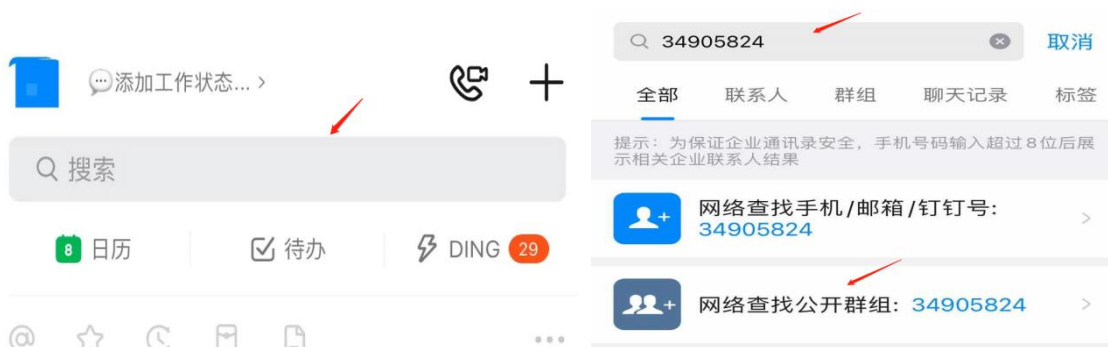 添加工作状态... >
搜索
8 日历
待办
DING 29
34905824
取消
全部 联系人 群组 聊天记录 标签
提示：为保证企业通讯录安全，手机号码输入超过8位后展
示相关企业联系人结果
网络查找手机/邮箱/钉钉号:
34905824
网络查找公开群组: 34905824